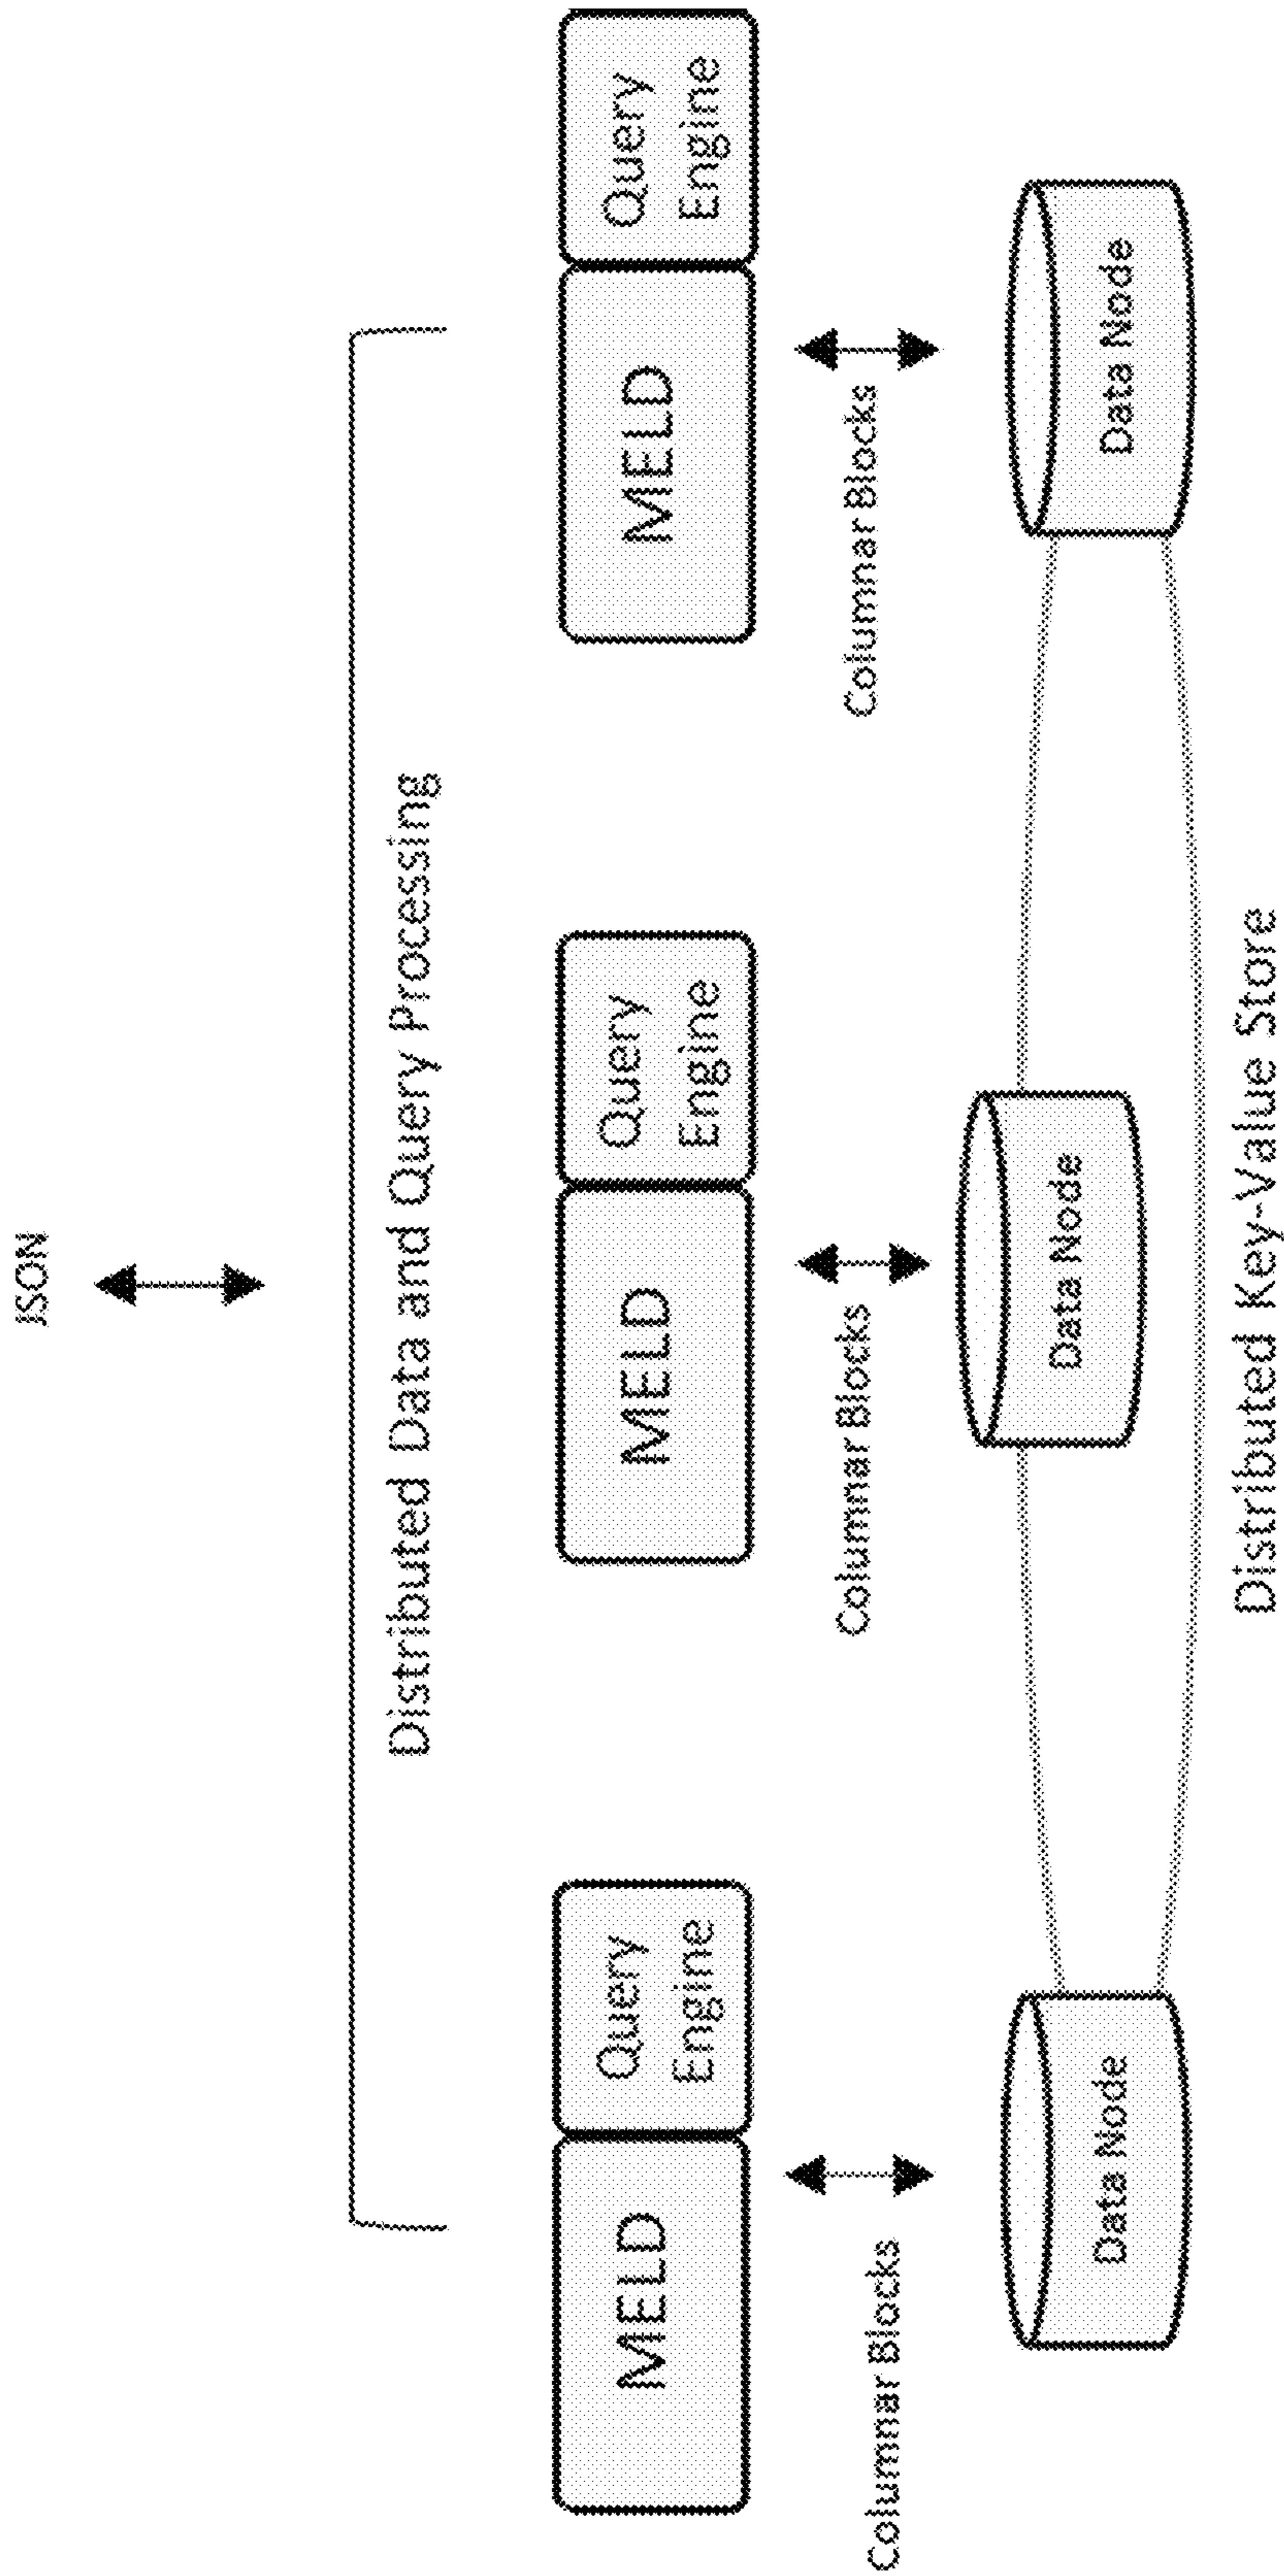 JSON
Distributed Data and Query Processing
MELD
Query
Engine
MELD
Query
Engine
MELD
Query
Engine
Columnar Blocks
Columnar Blocks
Columnar Blocks
Data Node
Data Node
Data Node
Distributed Key-Value Store